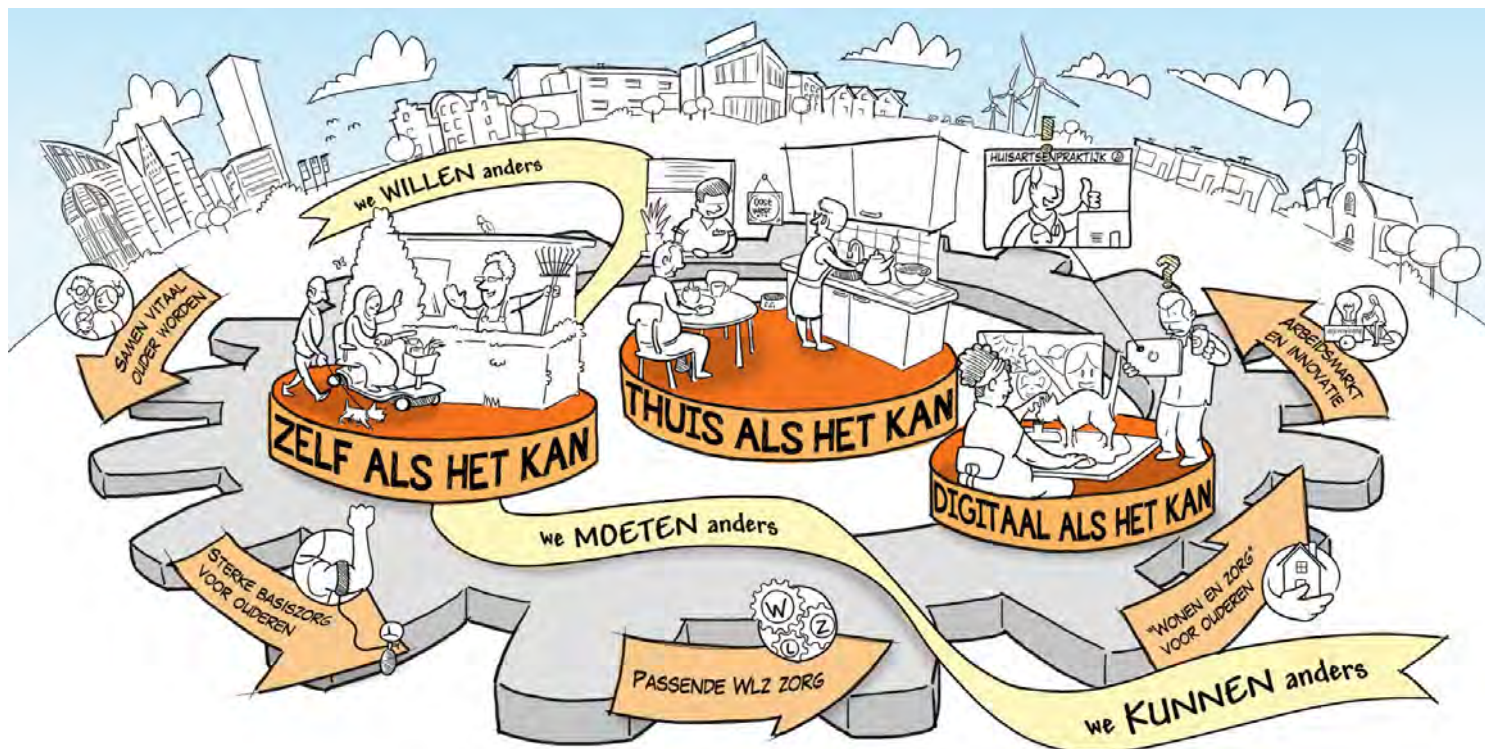 we WILLEN anders
HUISARTSENPRAKTIJK
!
?
SAMEN VITAAL
OUDER WORDEN
ARBEIDSMARKT
EN INNOVATIE
ZELF ALS HET KAN
THUIS ALS HET KAN
DIGITAAL ALS HET KAN
we MOETEN anders
STERKE BASISZORG
VOOR OUDEREN
W
Z
L
PASSENDE WLZ ZORG
"WONEN EN ZORG"
VOOR OUDEREN
we KUNNEN anders